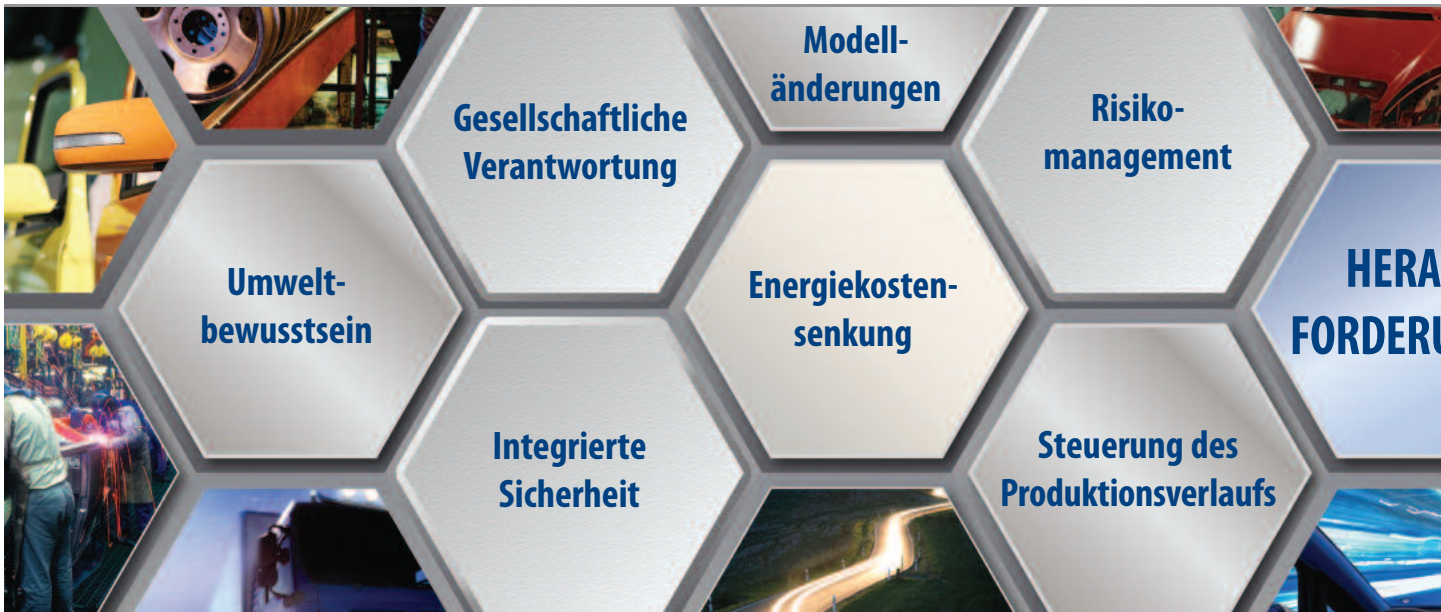 Modell-
änderungen
Gesellschaftliche
Verantwortung
Risiko-
management
Umwelt-
bewusstsein
Energiekosten-
senkung
HERA
FORDERU
Integrierte
Sicherheit
Steuerung des
Produktionsverlaufs